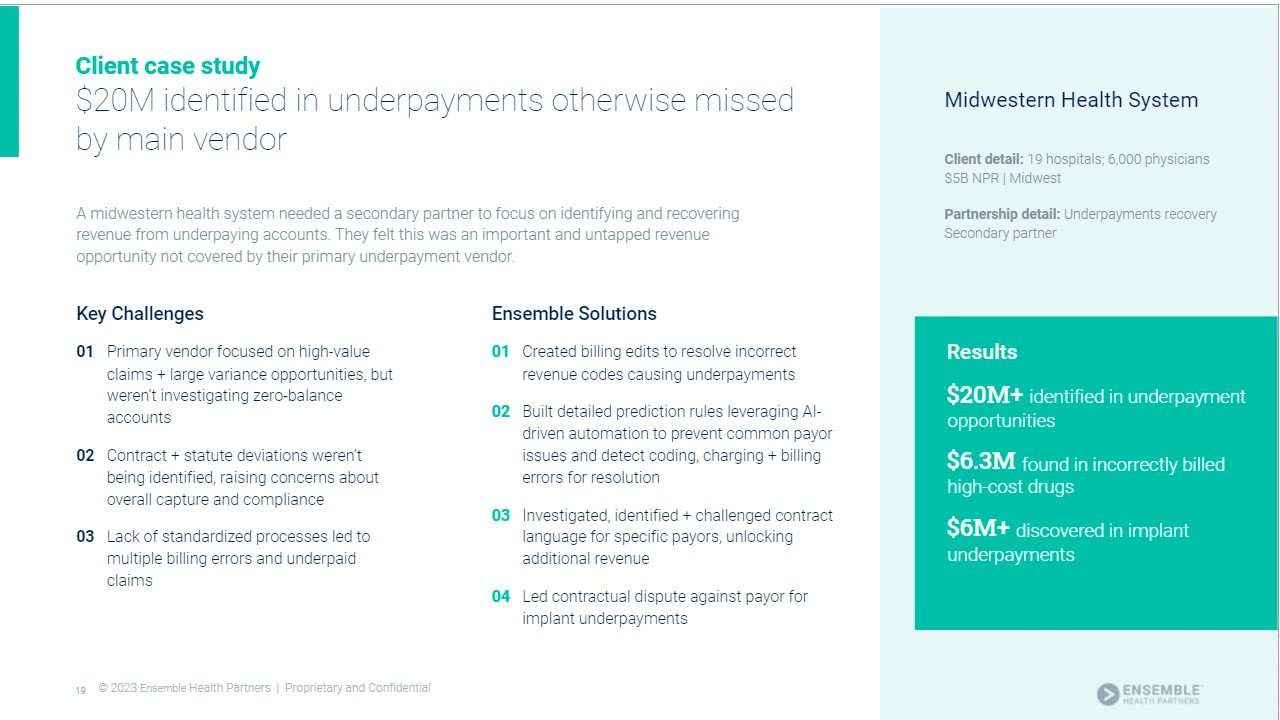 Client case study
$20M identified in underpayments otherwise missed
by main vendor
A midwestern health system needed a secondary partner to focus on identifying and recovering
revenue from underpaying accounts. They felt this was an important and untapped revenue
opportunity not covered by their primary underpayment vendor.
Key Challenges
01 Primary vendor focused on high-value
claims + large variance opportunities, but
weren’t investigating zero-balance
accounts
02 Contract + statute deviations weren’t
being identified, raising concerns about
overall capture and compliance
03 Lack of standardized processes led to
multiple billing errors and underpaid
claims
Ensemble Solutions
01 Created billing edits to resolve incorrect
revenue codes causing underpayments
02 Built detailed prediction rules leveraging AI-
driven automation to prevent common payor
issues and detect coding, charging + billing
errors for resolution
03 Investigated, identified + challenged contract
language for specific payors, unlocking
additional revenue
04 Led contractual dispute against payor for
implant underpayments
Midwestern Health System
Client detail: 19 hospitals; 6,000 physicians
$5B NPR | Midwest
Partnership detail: Underpayments recovery
Secondary partner
Results
$20M+ identified in underpayment
opportunities
$6.3M found in incorrectly billed
high-cost drugs
$6M+ discovered in implant
underpayments
19 © 2023 Ensemble Health Partners | Proprietary and Confidential
ENSEMBLE
HEALTH PARTNERS